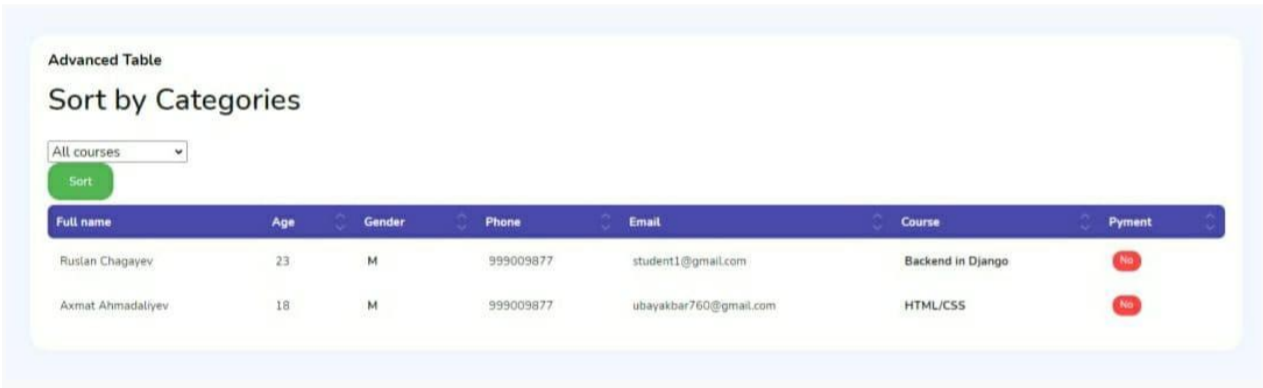 Advanced Table
Sort by Categories
All courses
Sort
Full name Age Gender Phone Email Course Pyment
Ruslan Chagayev 23 M 999009877 student1@gmail.com Backend in Django No
Axmat Ahmadaliyev 18 M 999009877 ubayakbar760@gmail.com HTML/CSS No